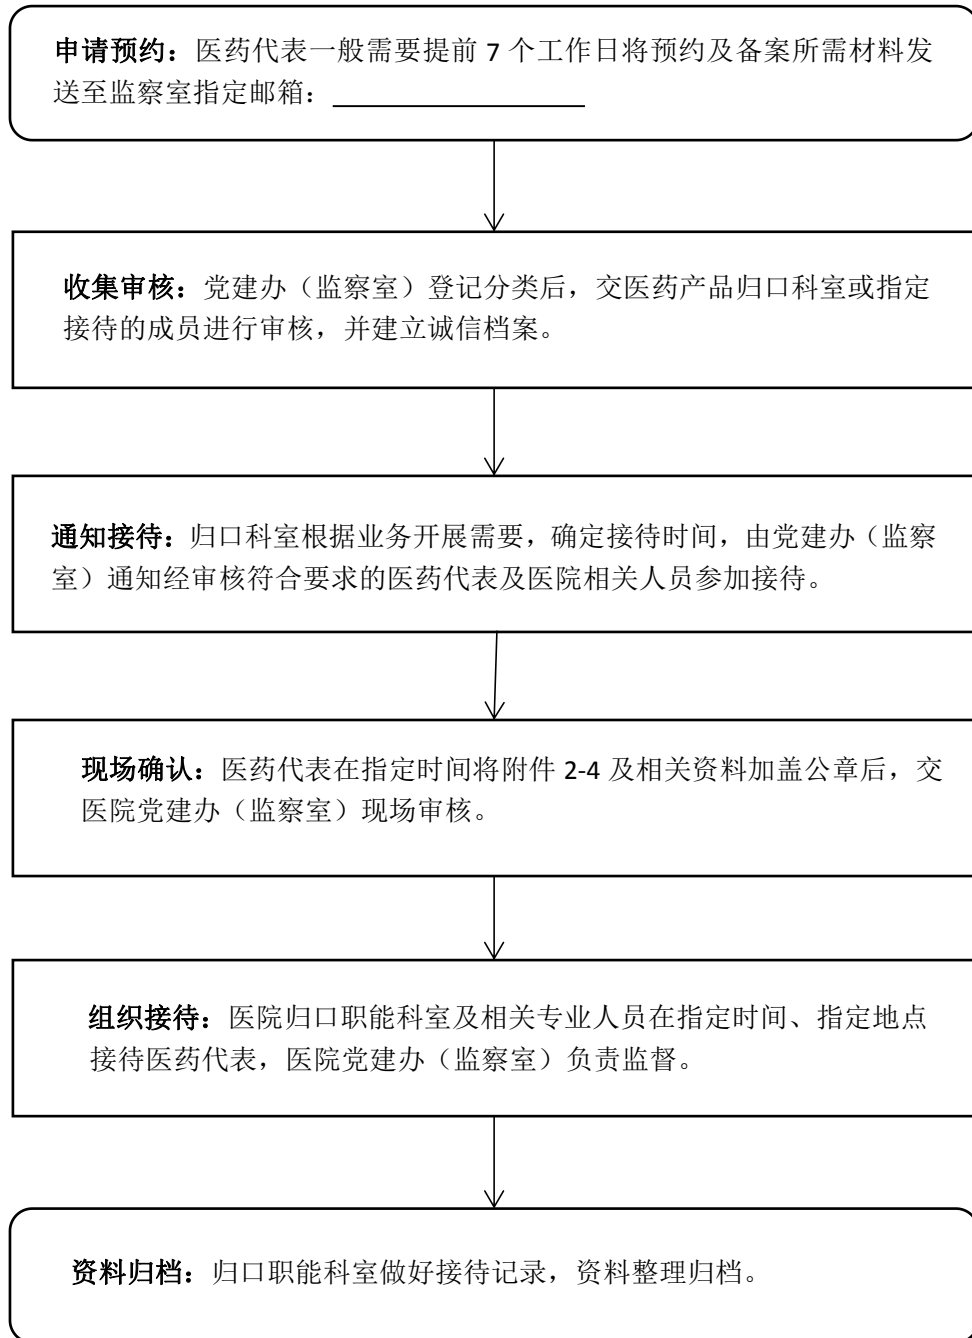 申请预约：医药代表一般需要提前 7 个工作日将预约及备案所需材料发
送至监察室指定邮箱：
收集审核：党建办（监察室）登记分类后，交医药产品归口科室或指定
接待的成员进行审核，并建立诚信档案。
通知接待：归口科室根据业务开展需要，确定接待时间，由党建办（监察
室）通知经审核符合要求的医药代表及医院相关人员参加接待。
现场确认：医药代表在指定时间将附件 2-4 及相关资料加盖公章后，交
医院党建办（监察室）现场审核。
组织接待：医院归口职能科室及相关专业人员在指定时间、指定地点
接待医药代表，医院党建办（监察室）负责监督。
资料归档：归口职能科室做好接待记录，资料整理归档。